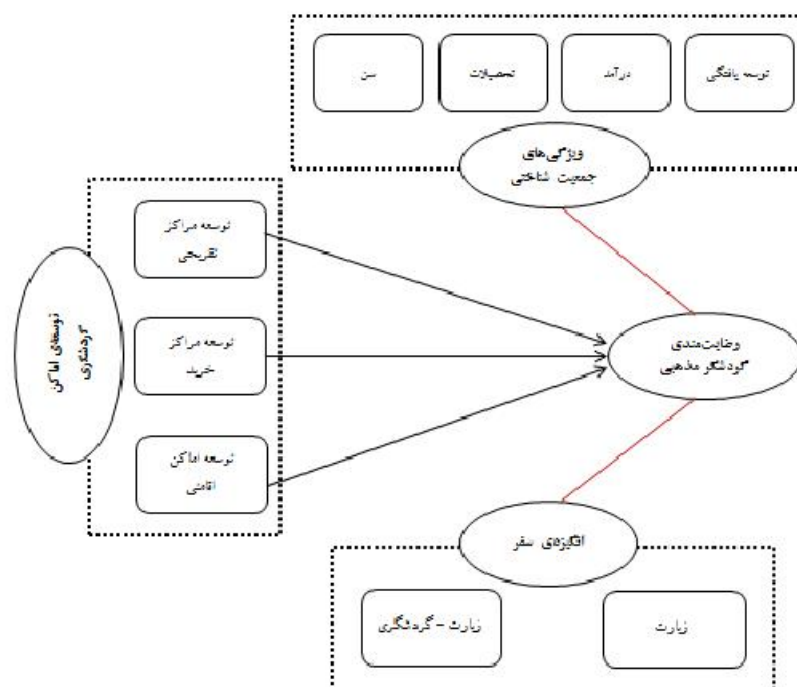 توسعه یافتگی
درآمد
تحصیلات
سن
ویژگی‌های
جمعیت شناختی
توسعه مراکز
تفریحی
توسعه مراکز
خرید
توسعه اماکن
اقامتی
توسعه‌ی اماکن
گردشگری
رضایت‌مندی
گردشگر مذهبی
انگیزه‌ی سفر
زیارت
زیارت – گردشگری